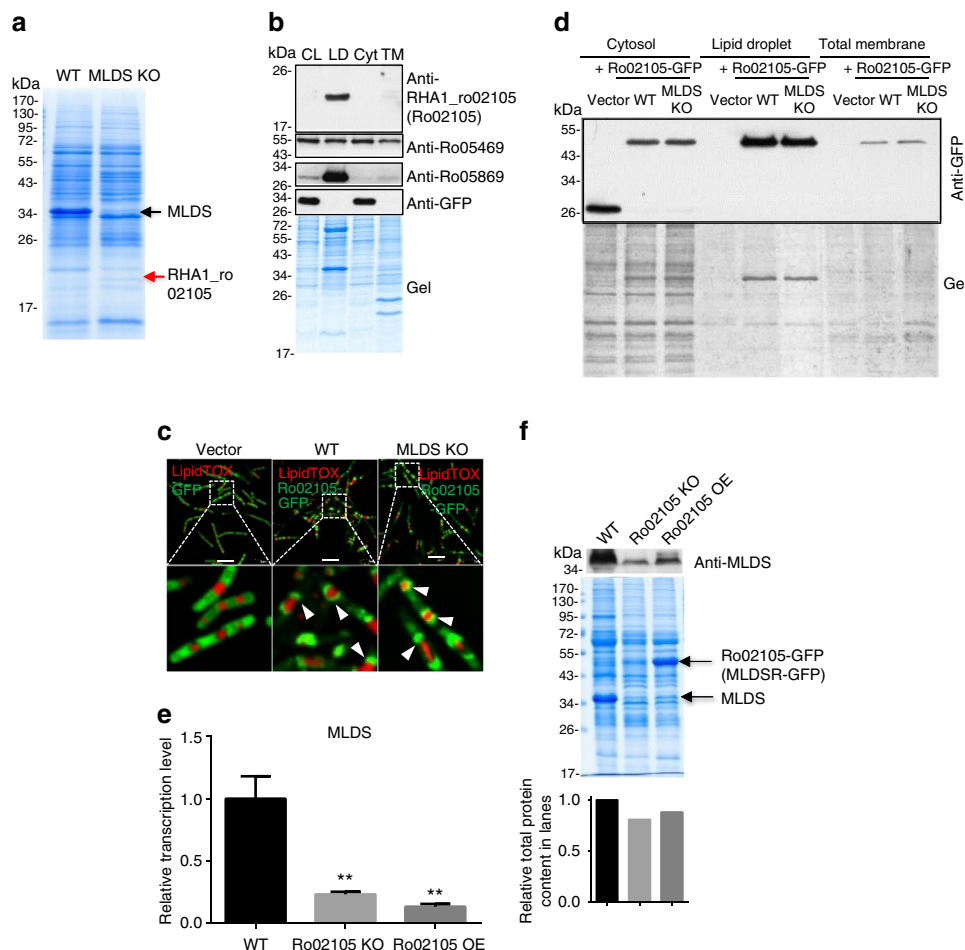 a
kDa
WT MLDS KO
170-
130-
95-
72-
55-
43-
34-
26-
17-
MLDS
RHA1_ro
02105
b
kDa CL LD Cyt TM
26-
17-
Anti-
RHA1_ro02105
(Ro02105)
55-
43-
Anti-Ro05469
34-
26-
Anti-Ro05869
34-
26-
Anti-GFP
72-
55-
43-
34-
26-
17-
Gel
d
Cytosol Lipid droplet Total membrane
+ Ro02105-GFP + Ro02105-GFP + Ro02105-GFP
Vector WT MLDS KO Vector WT MLDS KO Vector WT MLDS KO
kDa
55-
43-
34-
26-
Anti-GFP
Ge
c
Vector WT MLDS KO
LipidTOX
GFP
LipidTOX
Ro02105-
GFP
LipidTOX
Ro02105
-GFP
e
MLDS
Relative transcription level
1.5
1.0
0.5
0.0
**
**
WT Ro02105 KO Ro02105 OE
f
WT
Ro02105 KO
Ro02105 OE
kDa
34-
Anti-MLDS
170-
130-
95-
72-
55-
43-
34-
26-
17-
Ro02105-GFP
(MLDSR-GFP)
MLDS
Relative total protein
content in lanes
1.0
0.5
0.0